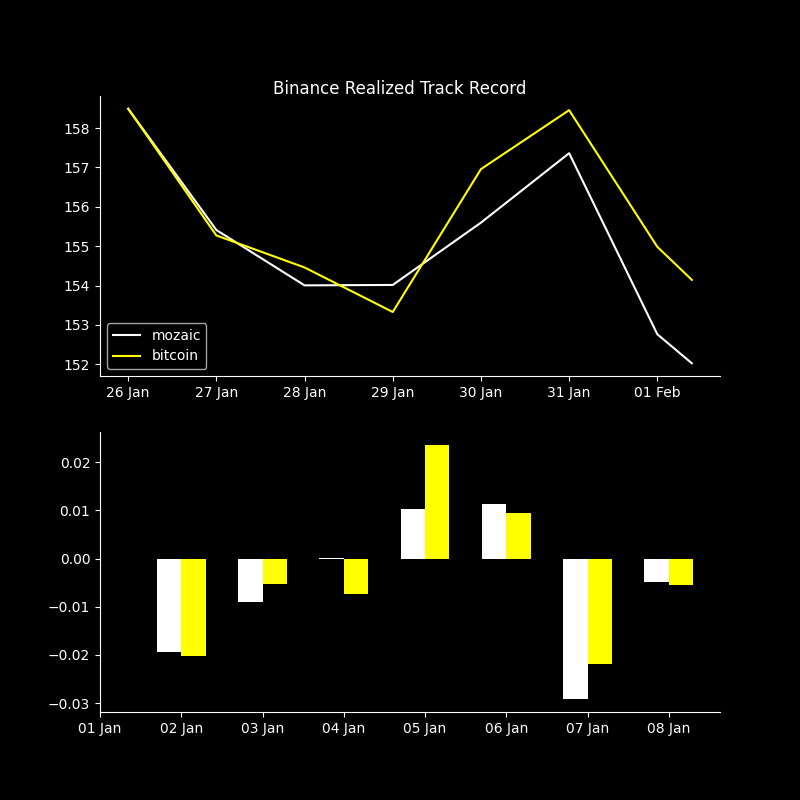 Binance Realized Track Record
158
157
156
155
154
153
152
mozaic
bitcoin
26 Jan 27 Jan 28 Jan 29 Jan 30 Jan 31 Jan 01 Feb
0.02
0.01
0.00
−0.01
−0.02
−0.03
01 Jan 02 Jan 03 Jan 04 Jan 05 Jan 06 Jan 07 Jan 08 Jan